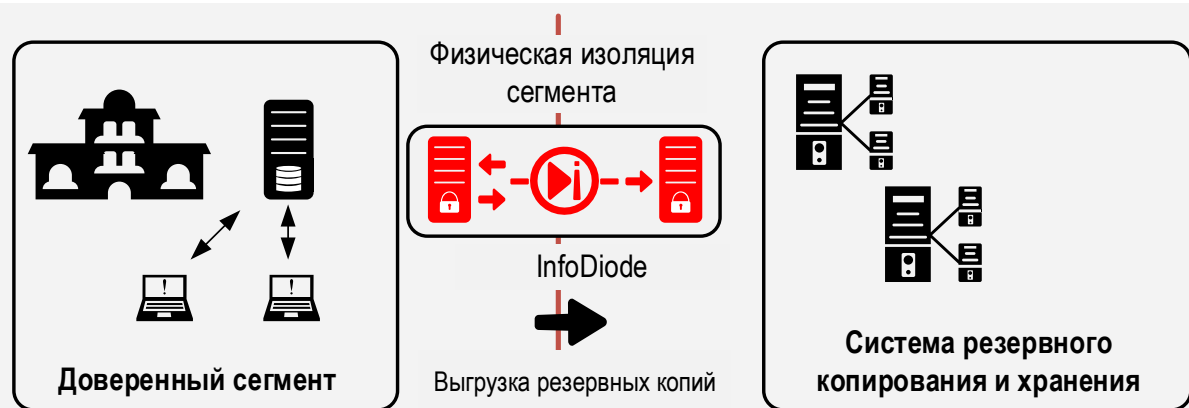 Физическая изоляция
сегмента
InfoDiode
Выгрузка резервных копий
Доверенный сегмент
Система резервного
копирования и хранения